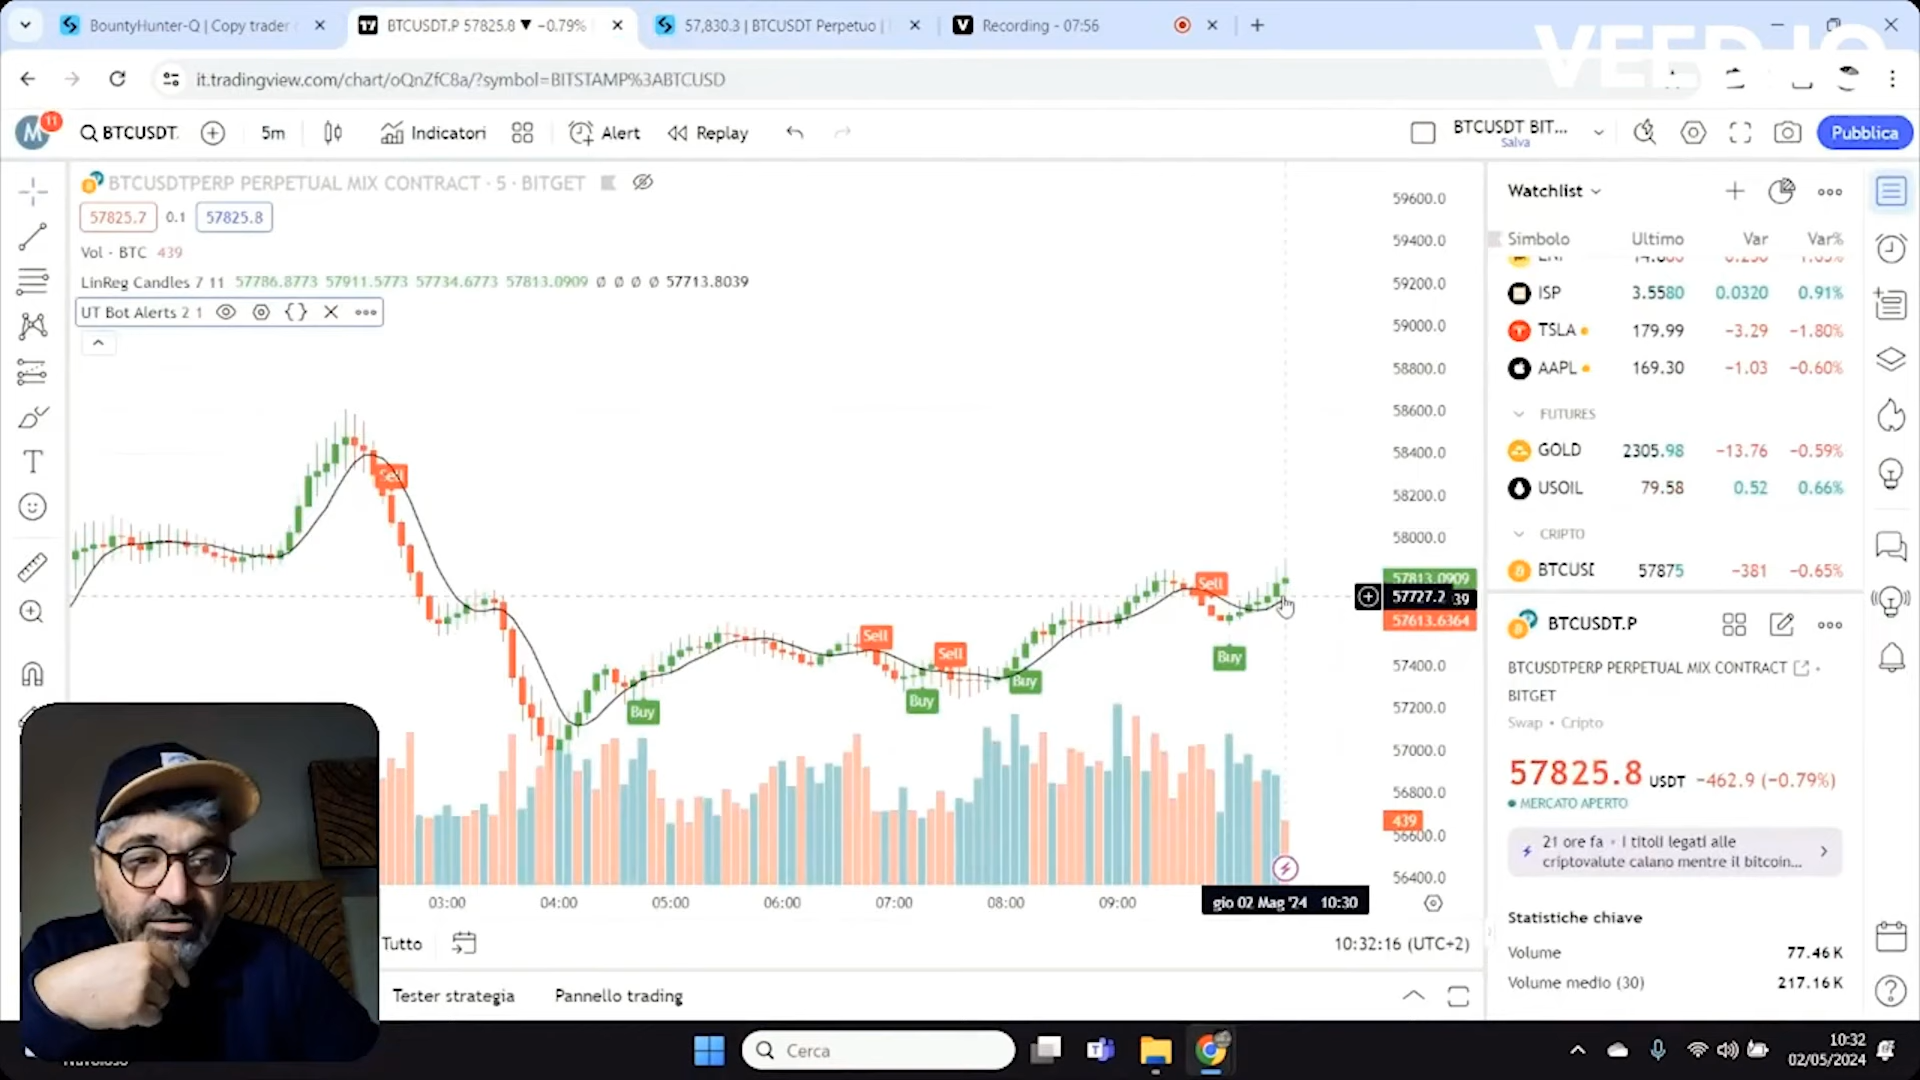 BountyHunter-Q | Copy trader
BTCUSDT.P 57825.8 ▼ −0.79%
57,830.3 | BTCUSDT Perpetuo |
Recording - 07:56
it.tradingview.com/chart/oQnZfC8a/?symbol=BITSTAMP%3ABTCUSD
M
11
BTCUSDT.
5m
Indicatori
Alert
Replay
BTCUSDT BIT...
Salva
Pubblica
BTCUSDTPERP PERPETUAL MIX CONTRACT · 5 · BITGET
57825.7
0.1
57825.8
Vol · BTC 439
LinReg Candles 7 11 57786.8773 57911.5773 57734.6773 57813.0909 ∅ ∅ ∅ ∅ 57713.8039
UT Bot Alerts 2 1
Sell
Buy
Sell
Buy
Sell
Buy
Sell
Buy
59600.0
59400.0
59200.0
59000.0
58800.0
58600.0
58400.0
58200.0
58000.0
57813.0909
57727.2
39
57613.6364
57400.0
57200.0
57000.0
56800.0
439
56600.0
56400.0
03:00
04:00
05:00
06:00
07:00
08:00
09:00
gio 02 Mag '24 10:30
Tutto
10:32:16 (UTC+2)
Tester strategia
Pannello trading
Watchlist
Simbolo Ultimo Var Var%
ISP 3.5580 0.0320 0.91%
TSLA 179.99 −3.29 −1.80%
AAPL 169.30 −1.03 −0.60%
FUTURES
GOLD 2305.98 −13.76 −0.59%
USOIL 79.58 0.52 0.66%
CRIPTO
BTCUSD 57875 −381 −0.65%
BTCUSDT.P
BTCUSDTPERP PERPETUAL MIX CONTRACT
BITGET
Swap • Cripto
57825.8 USDT −462.9 (−0.79%)
MERCATO APERTO
21 ore fa • I titoli legati alle
criptovalute calano mentre il bitcoin...
Statistiche chiave
Volume 77.46 K
Volume medio (30) 217.16 K
Cerca
10:32
02/05/2024
VEED.IO